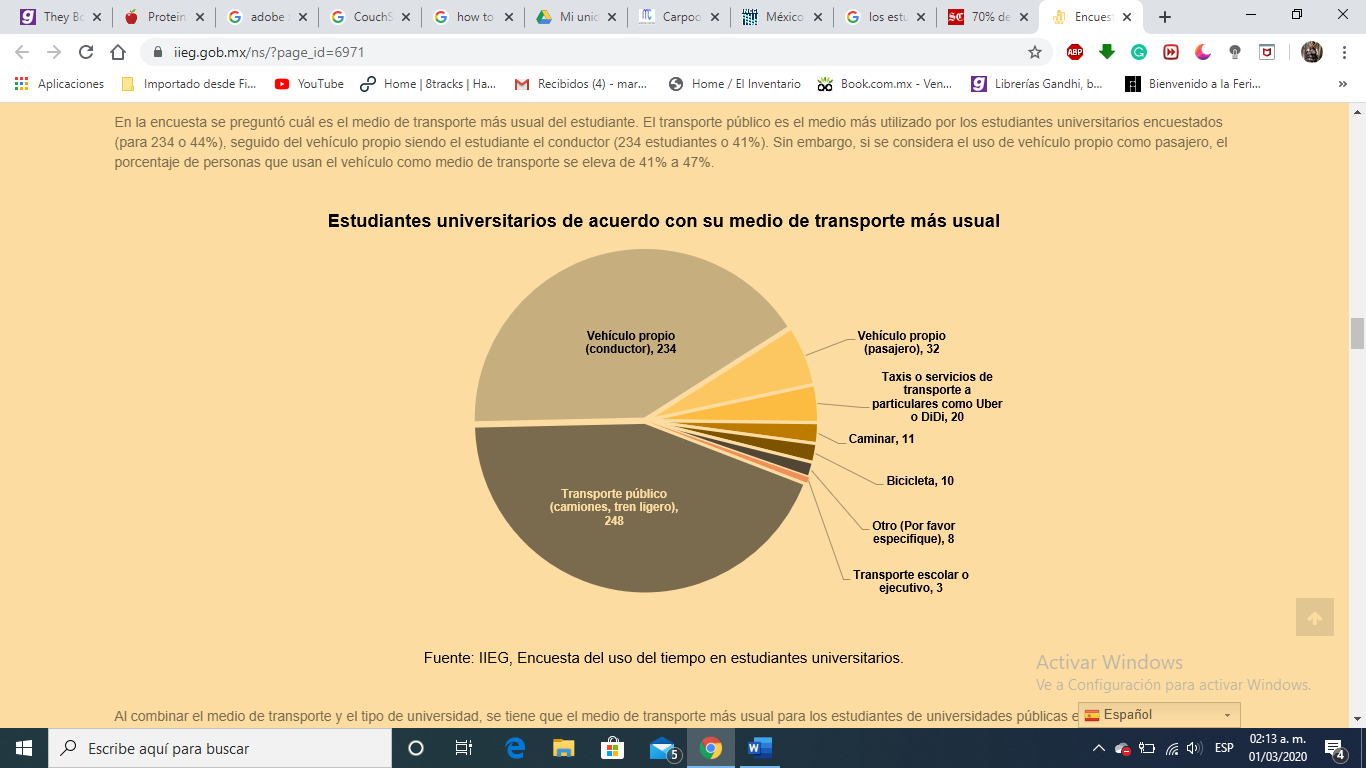 They Bo
Protein
adobe
CouchS
how to
Mi unic
Carpoo
México
los estu
70% de
Encuest
iieg.gob.mx/ns/?page_id=6971
Aplicaciones
Importado desde Fi...
YouTube
Home | 8tracks | Ha...
Recibidos (4) - mar...
Home / El Inventario
Book.com.mx - Ven...
Librerías Gandhi, b...
Bienvenido a la Feri...
En la encuesta se preguntó cuál es el medio de transporte más usual del estudiante. El transporte público es el medio más utilizado por los estudiantes universitarios encuestados
(para 234 o 44%), seguido del vehículo propio siendo el estudiante el conductor (234 estudiantes o 41%). Sin embargo, si se considera el uso de vehículo propio como pasajero, el
porcentaje de personas que usan el vehículo como medio de transporte se eleva de 41% a 47%.
Estudiantes universitarios de acuerdo con su medio de transporte más usual
Vehículo propio
(conductor), 234
Vehículo propio
(pasajero), 32
Taxis o servicios de
transporte a
particulares como Uber
o DiDi, 20
Caminar, 11
Bicicleta, 10
Otro (Por favor
especifique), 8
Transporte escolar o
ejecutivo, 3
Transporte público
(camiones, tren ligero),
248
Fuente: IIEG, Encuesta del uso del tiempo en estudiantes universitarios.
Activar Windows
Ve a Configuración para activar Windows.
Al combinar el medio de transporte y el tipo de universidad, se tiene que el medio de transporte más usual para los estudiantes de universidades públicas e
Español
Escribe aquí para buscar
5
ESP
02:13 a. m.
01/03/2020
4